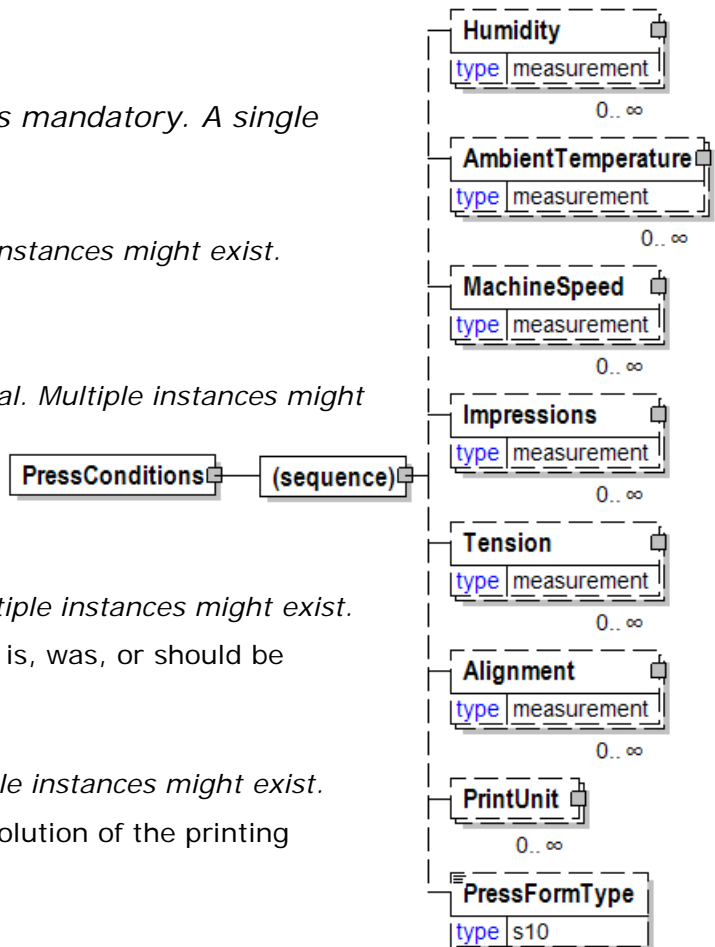 s mandatory. A single
nstances might exist.
al. Multiple instances might
tiple instances might exist.
is, was, or should be
le instances might exist.
olution of the printing
PressConditions
(sequence)
Humidity
type measurement
0.. ∞
AmbientTemperature
type measurement
0.. ∞
MachineSpeed
type measurement
0.. ∞
Impressions
type measurement
0.. ∞
Tension
type measurement
0.. ∞
Alignment
type measurement
0.. ∞
PrintUnit
0.. ∞
PressFormType
type s10